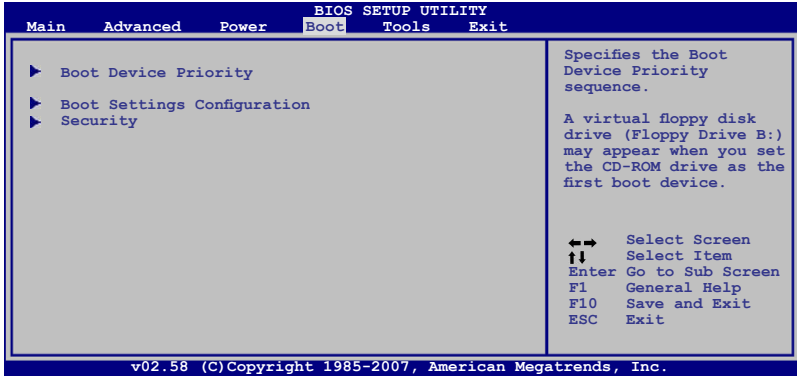 BIOS SETUP UTILITY
Main Advanced Power Boot Tools Exit
Boot Device Priority
Boot Settings Configuration
Security
Specifies the Boot
Device Priority
sequence.
A virtual floppy disk
drive (Floppy Drive B:)
may appear when you set
the CD-ROM drive as the
first boot device.
Select Screen
Select Item
Enter Go to Sub Screen
F1 General Help
F10 Save and Exit
ESC Exit
v02.58 (C)Copyright 1985-2007, American Megatrends, Inc.